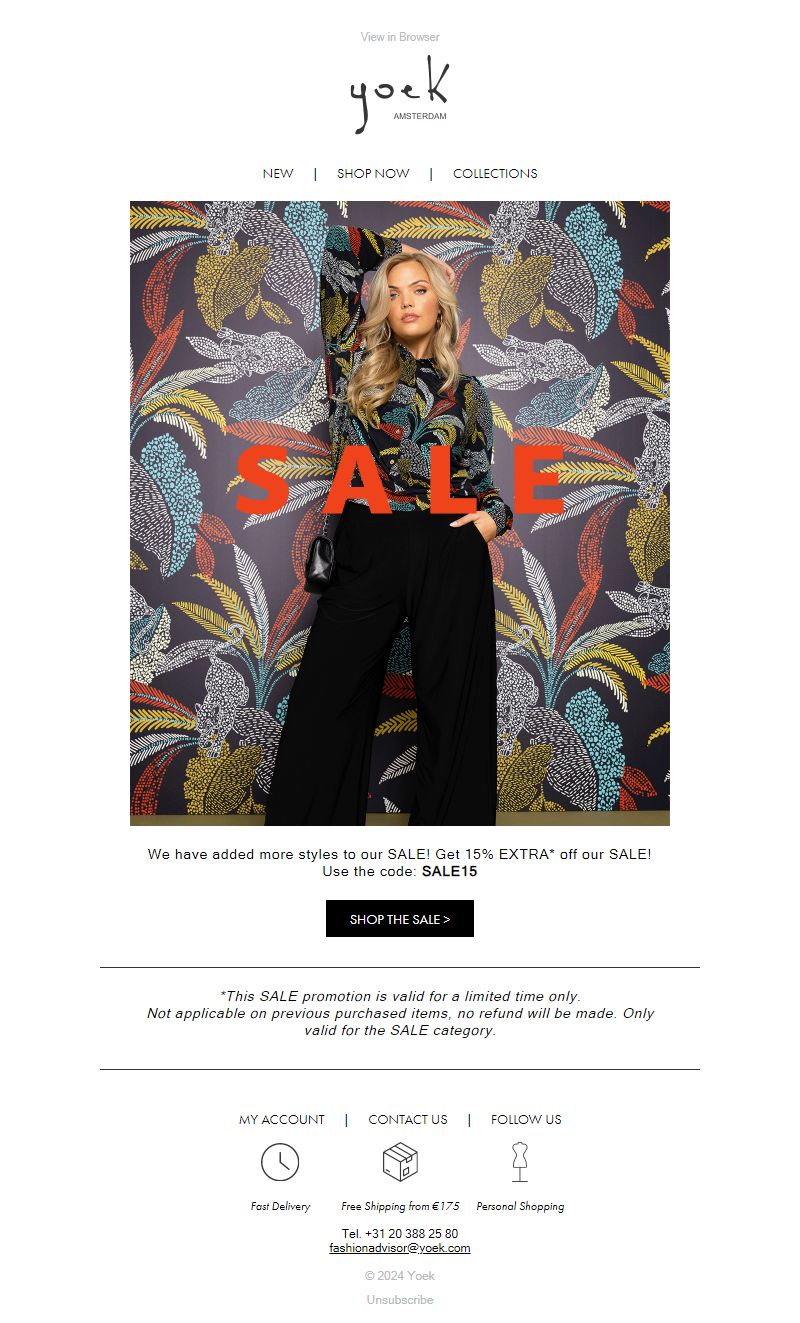 View in Browser
yoek
AMSTERDAM
NEW | SHOP NOW | COLLECTIONS
SALE
We have added more styles to our SALE! Get 15% EXTRA* off our SALE!
Use the code: SALE15
SHOP THE SALE >
*This SALE promotion is valid for a limited time only.
Not applicable on previous purchased items, no refund will be made. Only
valid for the SALE category.
MY ACCOUNT | CONTACT US | FOLLOW US
Fast Delivery Free Shipping from €175 Personal Shopping
Tel. +31 20 388 25 80
fashionadvisor@yoek.com
© 2024 Yoek
Unsubscribe